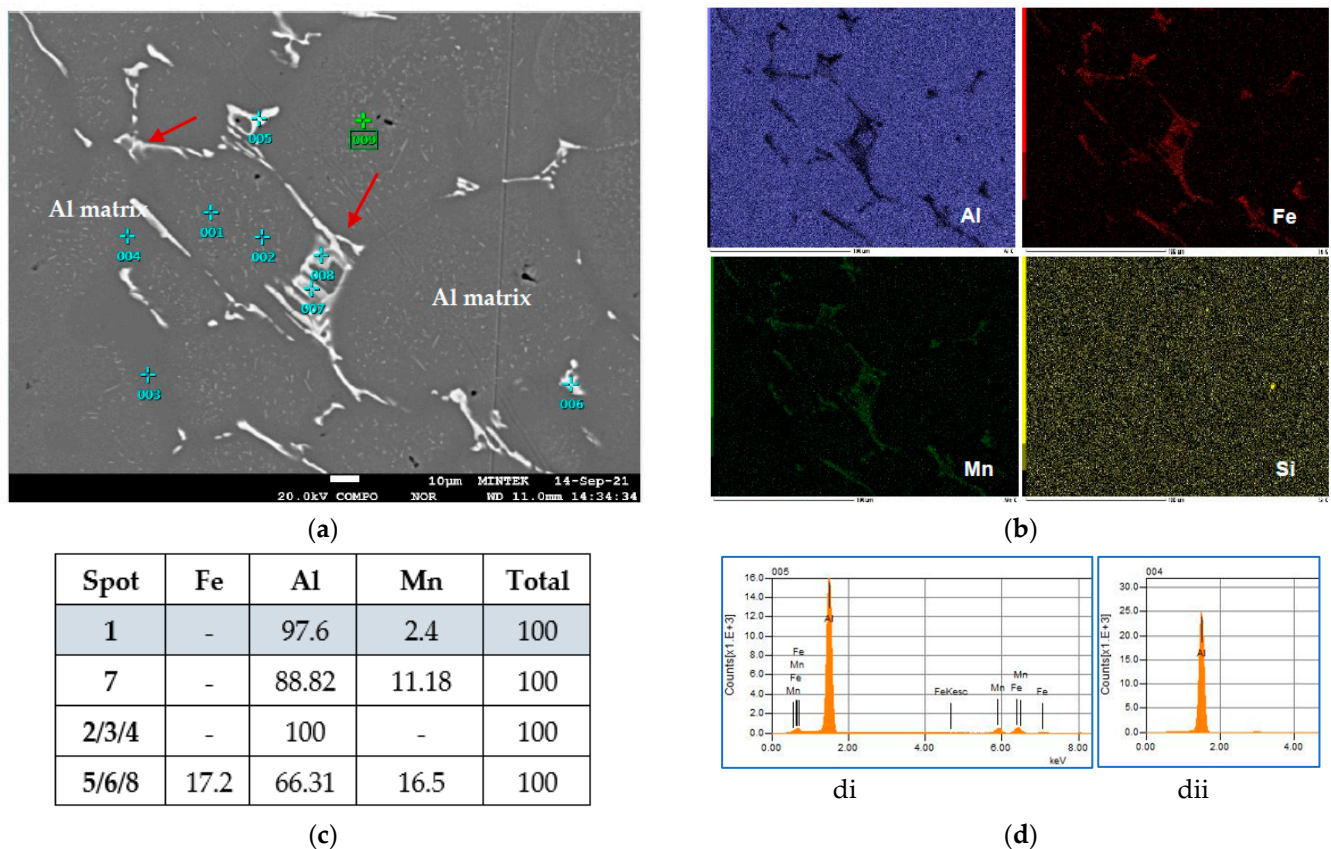 005
009
Al matrix
001
004
002
008
Al matrix
007
003
006
10μm MINTEK 14-Sep-21
20.0kV COMPO NOR WD 11.0mm 14:34:34
(a)
Al
Fe
Mn
Si
(b)
Spot Fe Al Mn Total
1 - 97.6 2.4 100
7 - 88.82 11.18 100
2/3/4 - 100 - 100
5/6/8 17.2 66.31 16.5 100
(c)
005
Counts[x1.E+3]
16.0
14.0
12.0
10.0
8.0
6.0
4.0
2.0
0.0
Al
Fe
Mn
Fe
Mn
FeKesc
Mn
Mn
Fe
Fe
0.00 2.00 4.00 6.00 8.00
keV
di
004
Counts[x1.E+3]
30.0
25.0
20.0
15.0
10.0
5.0
0.0
Al
0.00 2.00 4.00
dii
(d)